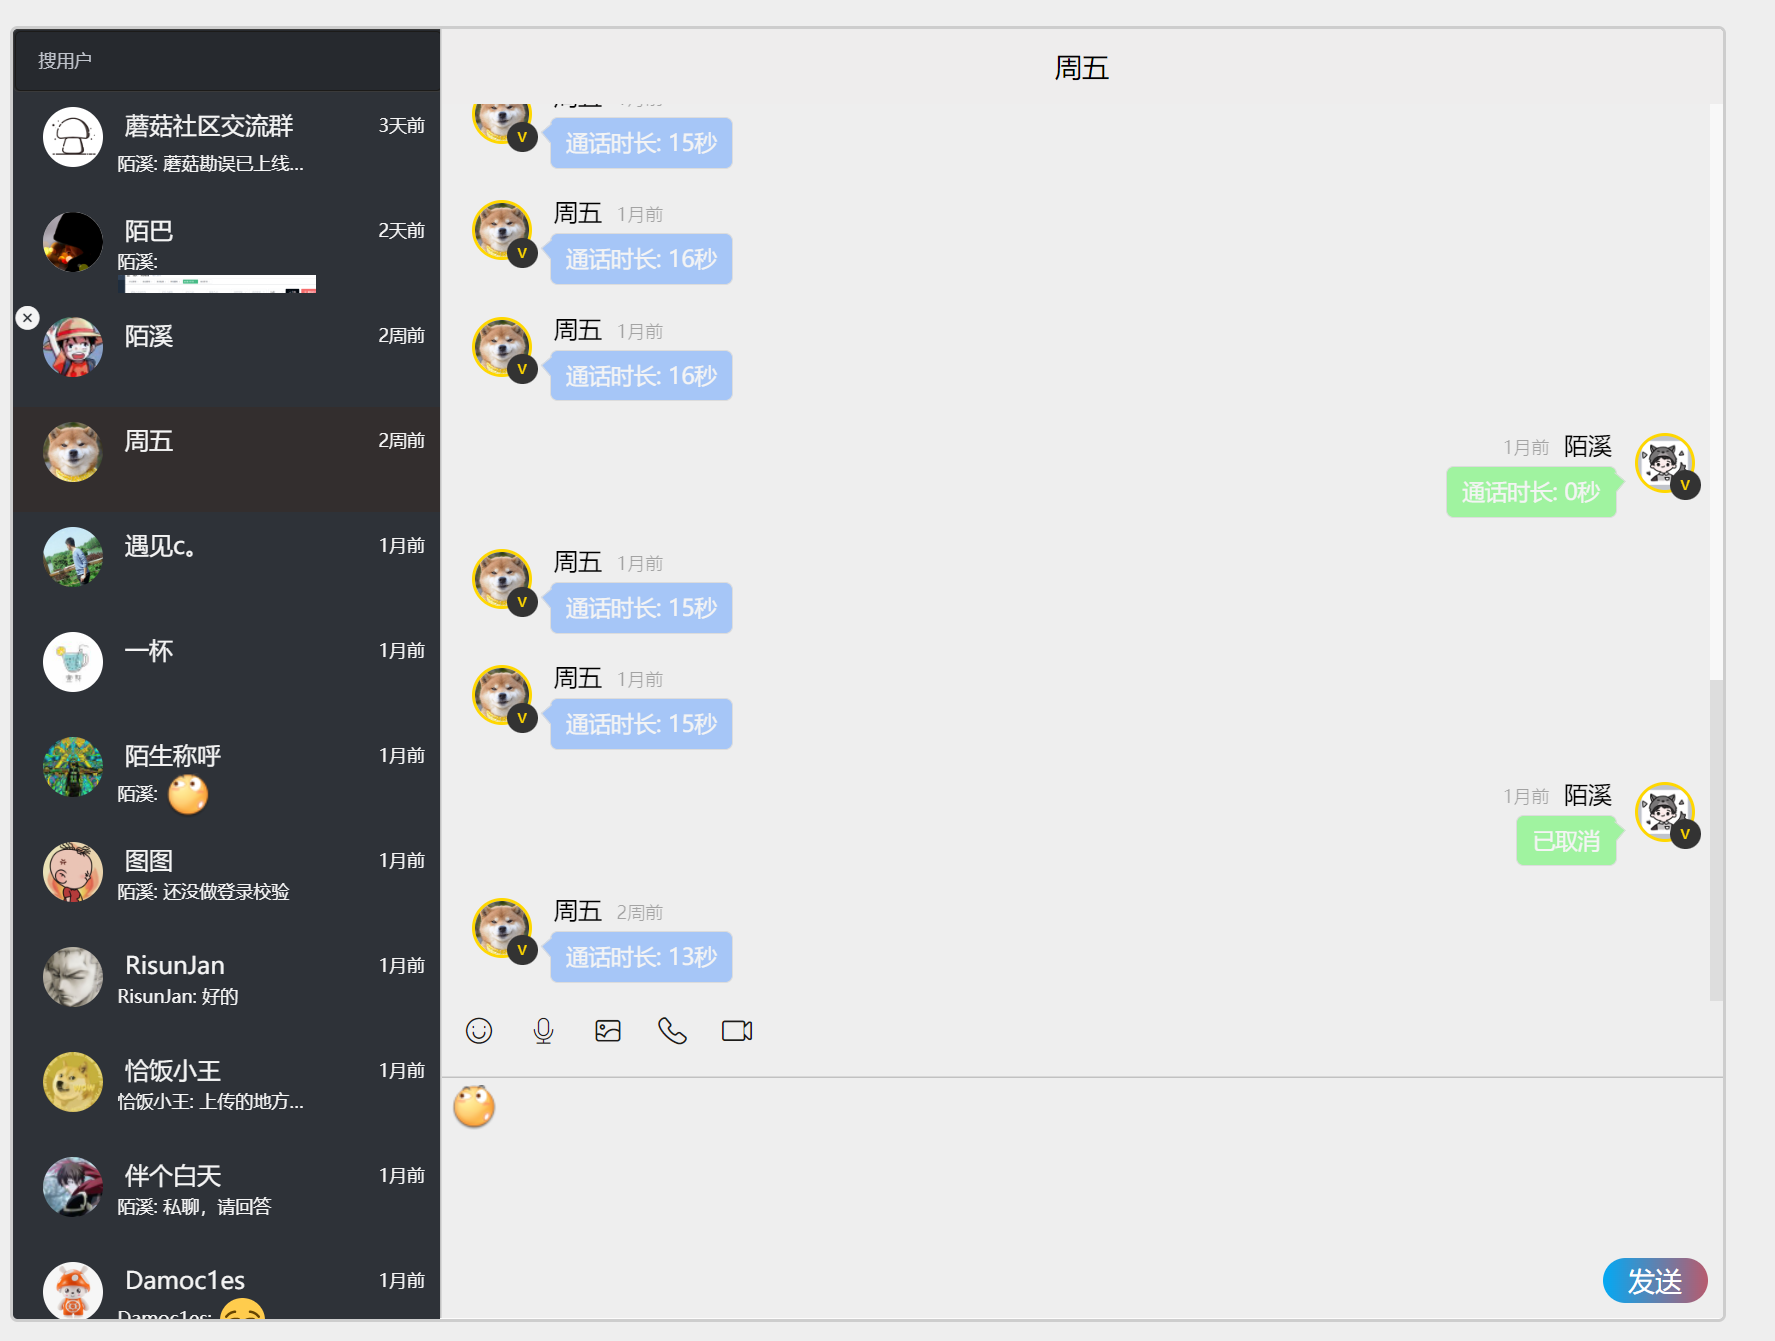 搜用户
蘑菇社区交流群 3天前
陌溪: 蘑菇勘误已上线...
陌巴 2天前
陌溪:
陌溪 2周前
周五 2周前
遇见c。 1月前
一杯 1月前
陌生称呼 1月前
陌溪:
图图 1月前
陌溪: 还没做登录校验
RisunJan 1月前
RisunJan: 好的
恰饭小王 1月前
恰饭小王: 上传的地方...
伴个白天 1月前
陌溪: 私聊，请回答
Damoc1es 1月前
Damoc1es:
周五
周五 1月前
V
通话时长: 15秒
周五 1月前
V
通话时长: 16秒
周五 1月前
V
通话时长: 16秒
1月前 陌溪
V
通话时长: 0秒
周五 1月前
V
通话时长: 15秒
周五 1月前
V
通话时长: 15秒
1月前 陌溪
V
已取消
周五 2周前
V
通话时长: 13秒
发送